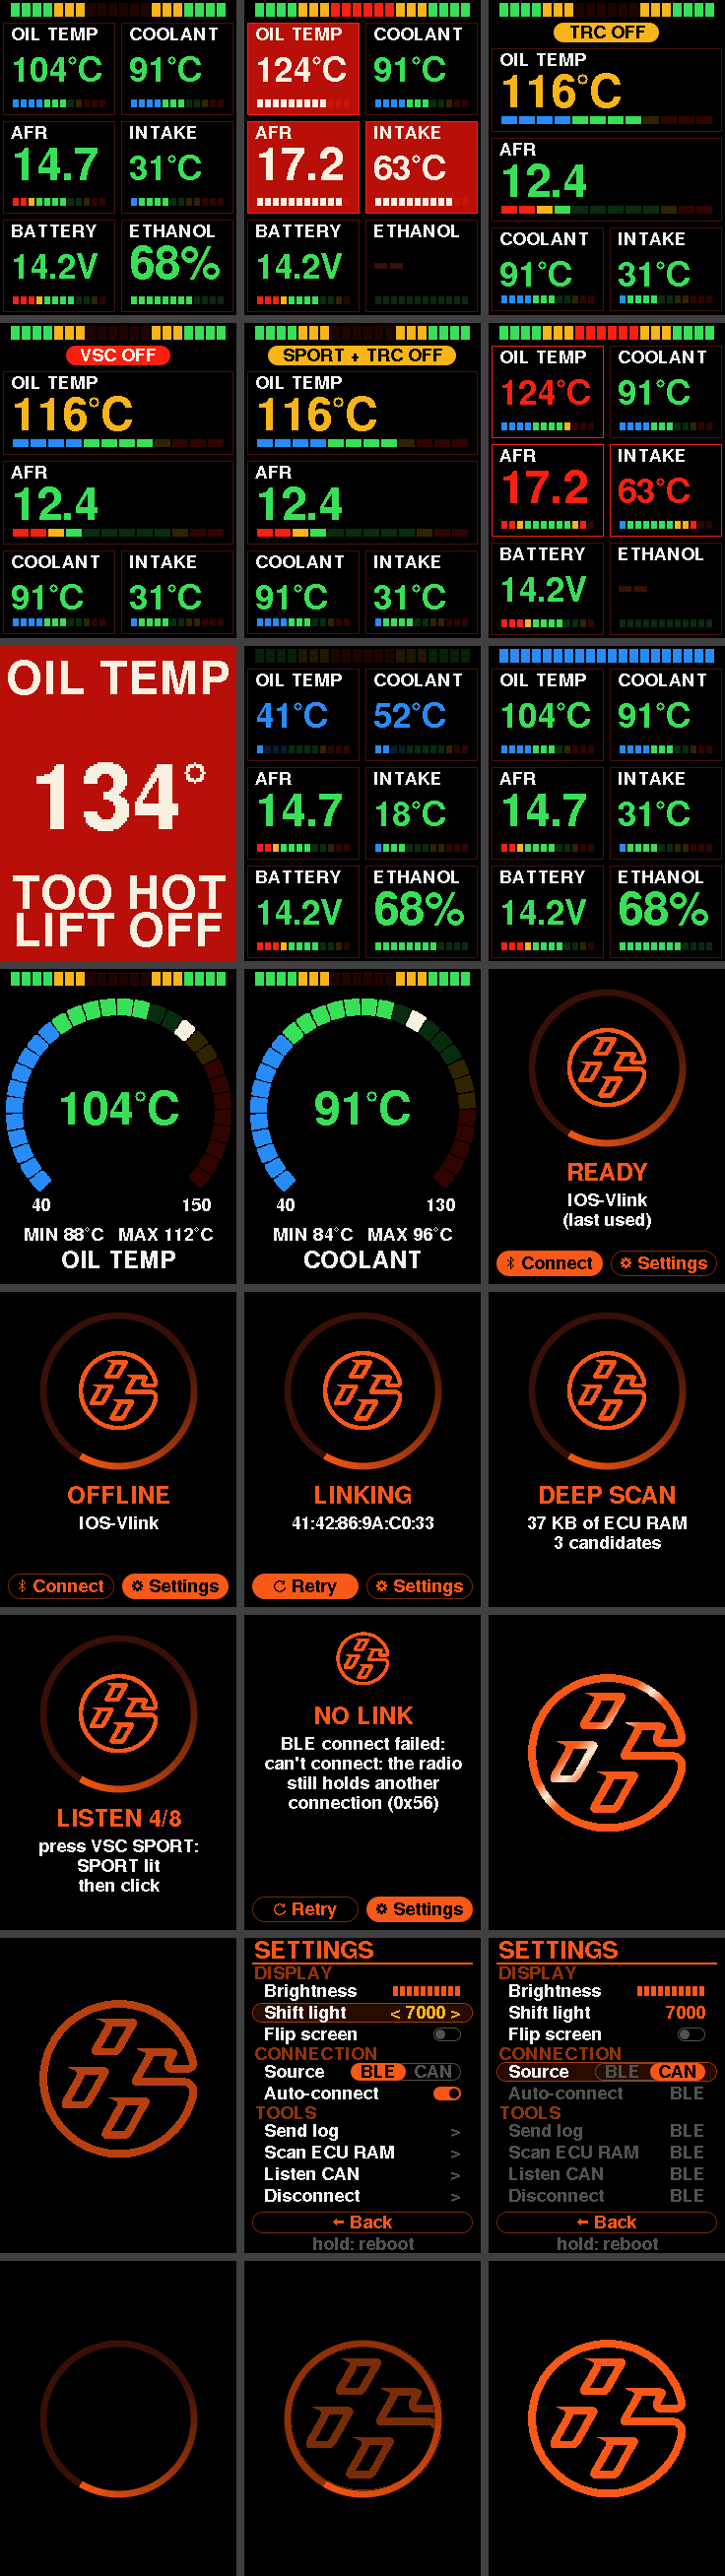 OIL TEMP COOLANT
104°C 91°C
AFR INTAKE
14.7 31°C
BATTERY ETHANOL
14.2V 68%
OIL TEMP COOLANT
124°C 91°C
AFR INTAKE
17.2 63°C
BATTERY ETHANOL
14.2V --
TRC OFF
OIL TEMP
116°C
AFR
12.4
COOLANT INTAKE
91°C 31°C
VSC OFF
OIL TEMP
116°C
AFR
12.4
COOLANT INTAKE
91°C 31°C
SPORT + TRC OFF
OIL TEMP
116°C
AFR
12.4
COOLANT INTAKE
91°C 31°C
OIL TEMP COOLANT
124°C 91°C
AFR INTAKE
17.2 63°C
BATTERY ETHANOL
14.2V --
OIL TEMP
134°
TOO HOT
LIFT OFF
OIL TEMP COOLANT
41°C 52°C
AFR INTAKE
14.7 18°C
BATTERY ETHANOL
14.2V 68%
OIL TEMP COOLANT
104°C 91°C
AFR INTAKE
14.7 31°C
BATTERY ETHANOL
14.2V 68%
104°C
40 150
MIN 88°C MAX 112°C
OIL TEMP
91°C
40 130
MIN 84°C MAX 96°C
COOLANT
READY
IOS-Vlink
(last used)
Connect Settings
OFFLINE
IOS-Vlink
Connect Settings
LINKING
41:42:86:9A:C0:33
Retry Settings
DEEP SCAN
37 KB of ECU RAM
3 candidates
LISTEN 4/8
press VSC SPORT:
SPORT lit
then click
NO LINK
BLE connect failed:
can't connect: the radio
still holds another
connection (0x56)
Retry Settings
SETTINGS
DISPLAY
Brightness
Shift light < 7000 >
Flip screen
CONNECTION
Source BLE CAN
Auto-connect
TOOLS
Send log >
Scan ECU RAM >
Listen CAN >
Disconnect >
← Back
hold: reboot
SETTINGS
DISPLAY
Brightness
Shift light 7000
Flip screen
CONNECTION
Source BLE CAN
Auto-connect BLE
TOOLS
Send log BLE
Scan ECU RAM BLE
Listen CAN BLE
Disconnect BLE
← Back
hold: reboot